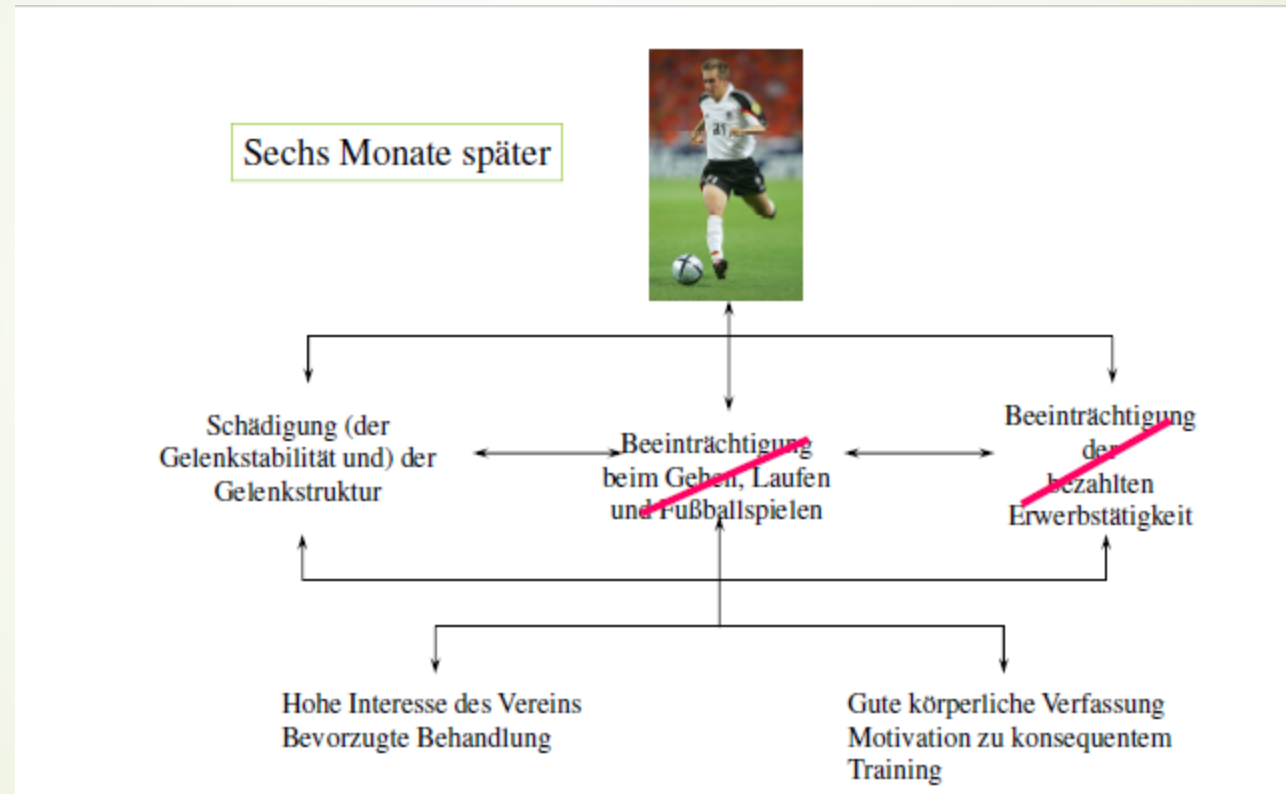 Sechs Monate später
21
Schädigung (der
Gelenkstabilität und) der
Gelenkstruktur
Beeinträchtigung
beim Gehen, Laufen
und Fußballspielen
Beeinträchtigung
der
bezahlten
Erwerbstätigkeit
Hohe Interesse des Vereins
Bevorzugte Behandlung
Gute körperliche Verfassung
Motivation zu konsequentem
Training